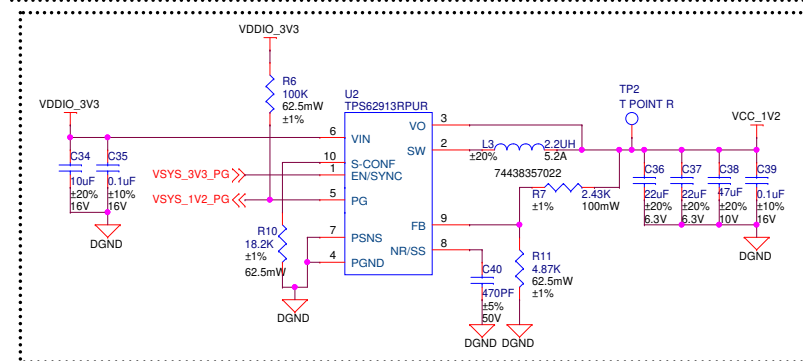 VDDIO_3V3
R6
100K
62.5mW
±1%
U2
TPS62913RPUR
TP2
T POINT R
VDDIO_3V3
VCC_1V2
6
VIN
VO
3
SW
2
L3
2.2UH
±20%
5.2A
74438357022
10
S-CONF
1
EN/SYNC
VSYS_3V3_PG
VSYS_1V2_PG
5
PG
C34
10uF
±20%
16V
C35
0.1uF
±10%
16V
DGND
R7
±1%
2.43K
100mW
C36
22uF
±20%
6.3V
C37
22uF
±20%
6.3V
C38
47uF
±20%
10V
C39
0.1uF
±10%
16V
DGND
R10
18.2K
±1%
62.5mW
7
PSNS
4
PGND
FB
9
NR/SS
8
R11
4.87K
62.5mW
±1%
C40
470PF
±5%
50V
DGND
DGND
DGND